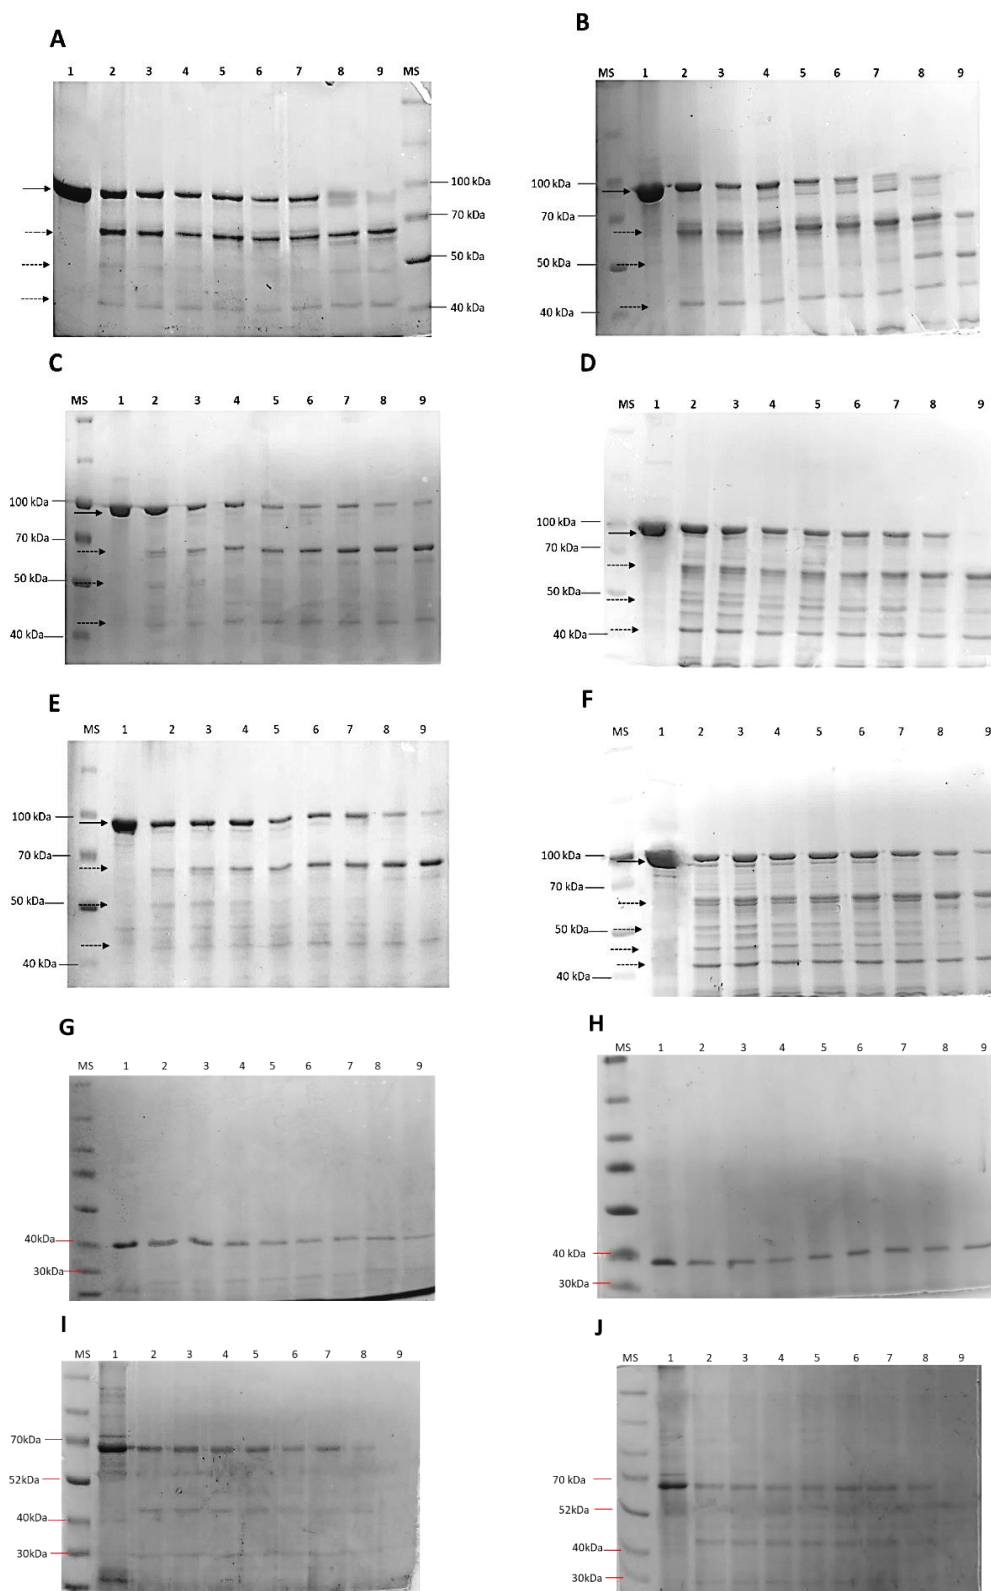 A
1 2 3 4 5 6 7 8 9 MS
100 kDa
70 kDa
50 kDa
40 kDa
B
MS 1 2 3 4 5 6 7 8 9
100 kDa
70 kDa
50 kDa
40 kDa
C
MS 1 2 3 4 5 6 7 8 9
100 kDa
70 kDa
50 kDa
40 kDa
D
MS 1 2 3 4 5 6 7 8 9
100 kDa
70 kDa
50 kDa
40 kDa
E
MS 1 2 3 4 5 6 7 8 9
100 kDa
70 kDa
50 kDa
40 kDa
F
MS 1 2 3 4 5 6 7 8 9
100 kDa
70 kDa
50 kDa
40 kDa
G
MS 1 2 3 4 5 6 7 8 9
40kDa
30kDa
H
MS 1 2 3 4 5 6 7 8 9
40 kDa
30kDa
I
MS 1 2 3 4 5 6 7 8 9
70kDa
52kDa
40kDa
30kDa
J
MS 1 2 3 4 5 6 7 8 9
70 kDa
52kDa
40kDa
30kDa